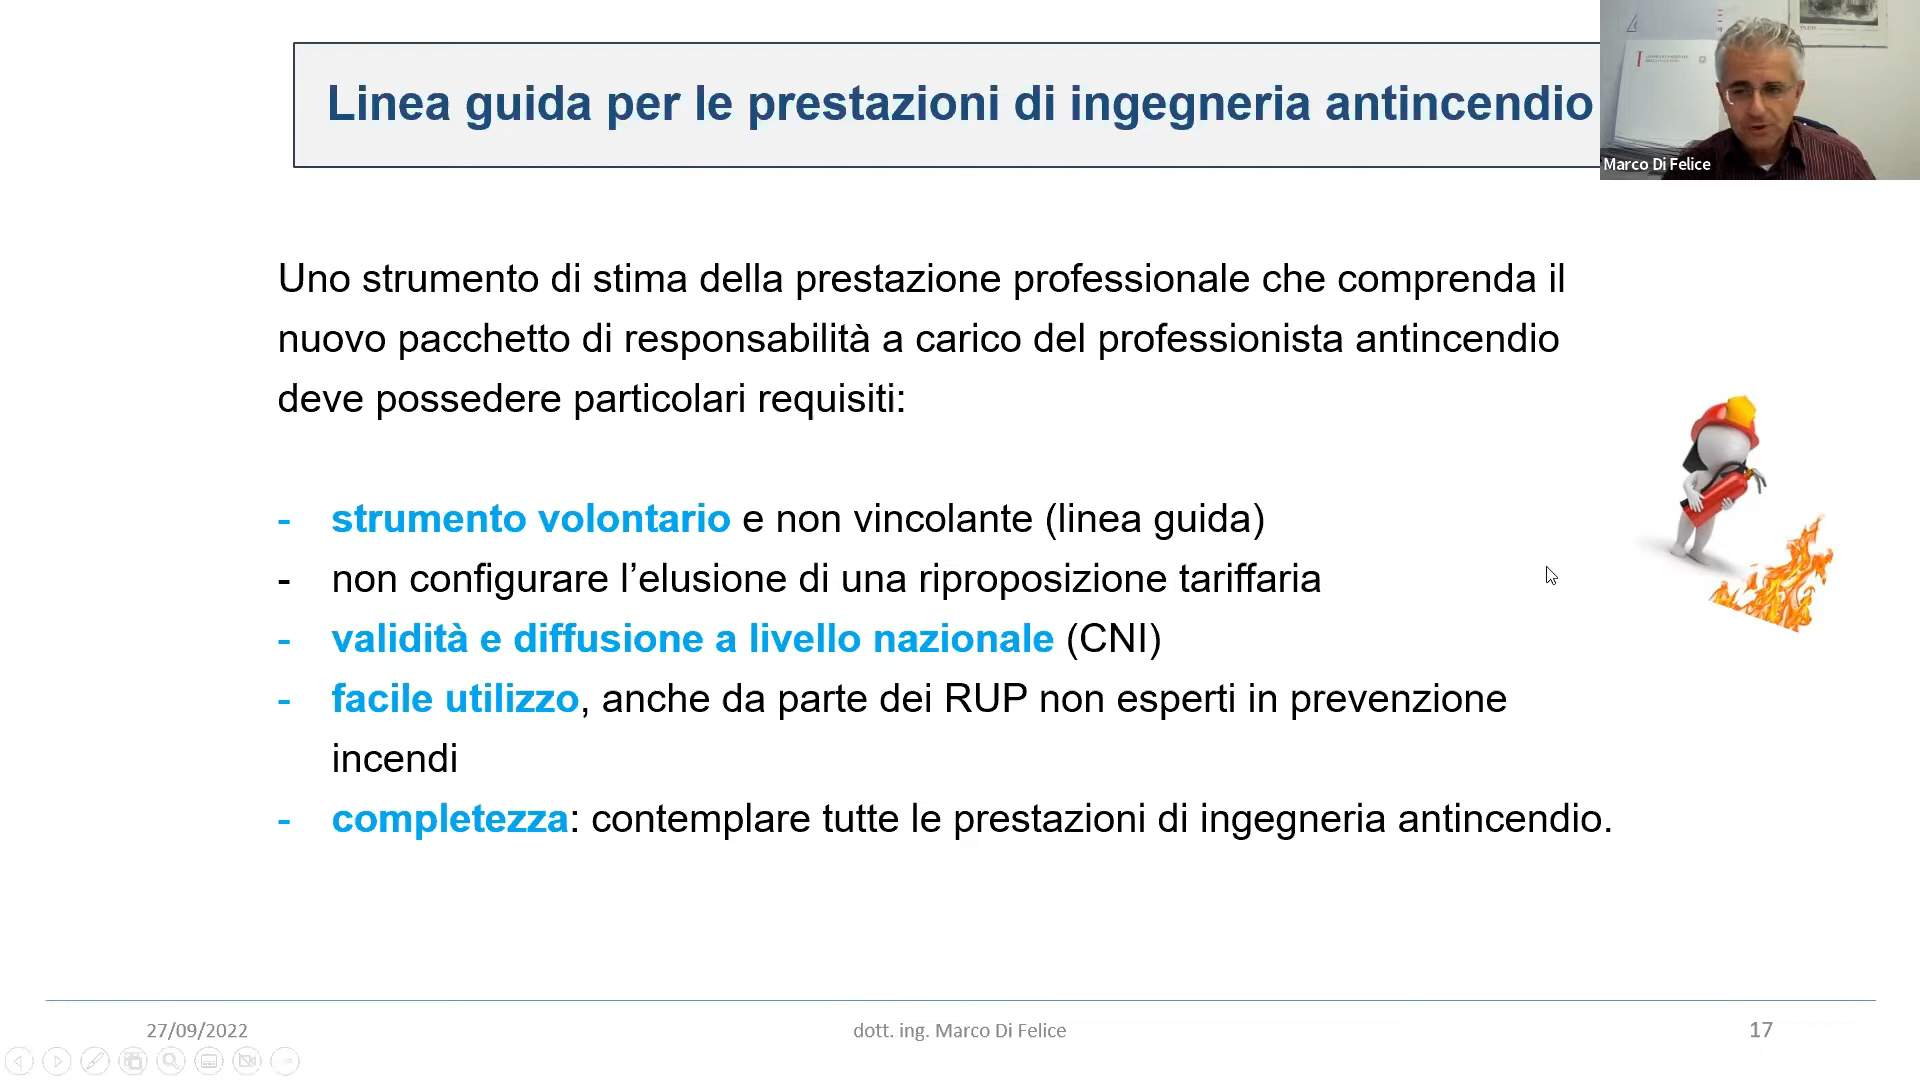 Linea guida per le prestazioni di ingegneria antincendio
Marco Di Felice
Uno strumento di stima della prestazione professionale che comprenda il
nuovo pacchetto di responsabilità a carico del professionista antincendio
deve possedere particolari requisiti:
- strumento volontario e non vincolante (linea guida)
- non configurare l’elusione di una riproposizione tariffaria
- validità e diffusione a livello nazionale (CNI)
- facile utilizzo, anche da parte dei RUP non esperti in prevenzione
incendi
- completezza: contemplare tutte le prestazioni di ingegneria antincendio.
27/09/2022
dott. ing. Marco Di Felice
17